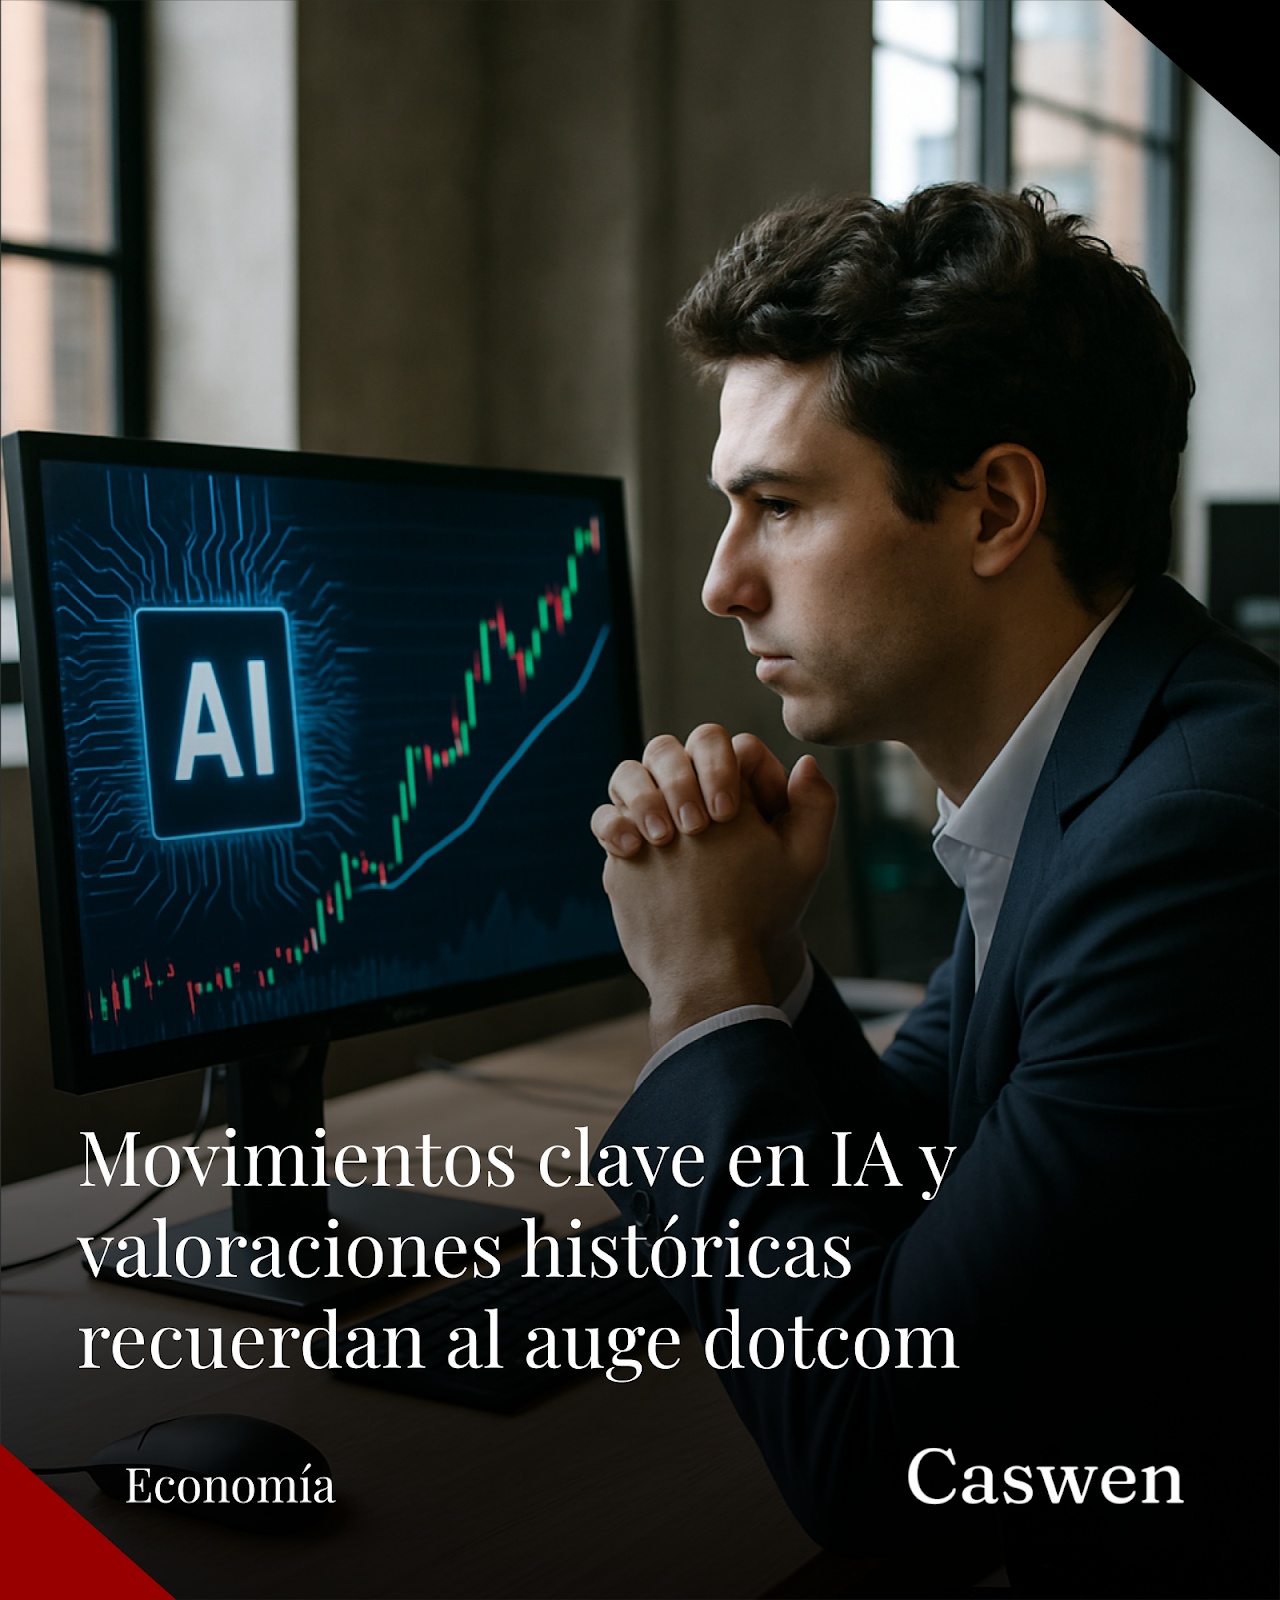 AI
Movimientos clave en IA y
valoraciones históricas
recuerdan al auge dotcom
Economía
Caswen